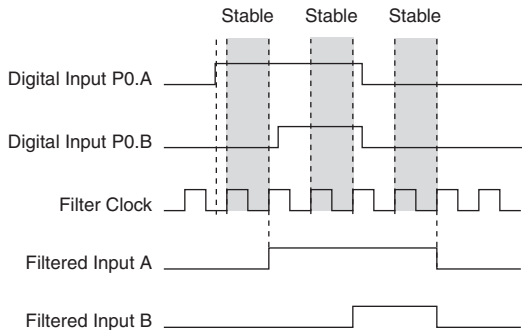 Stable Stable Stable
Digital Input P0.A
Digital Input P0.B
Filter Clock
Filtered Input A
Filtered Input B